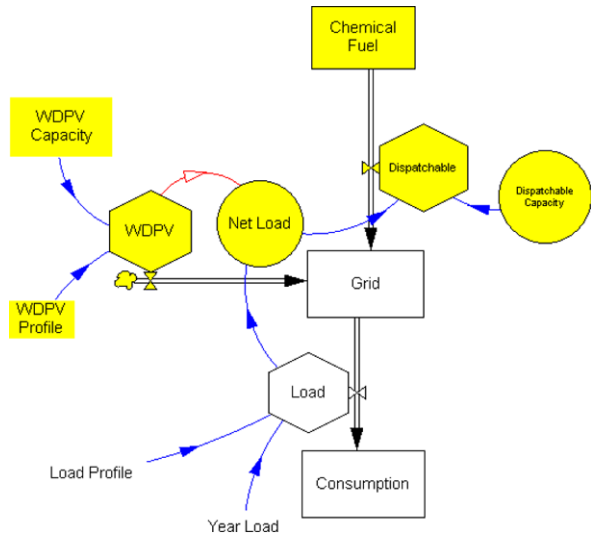 Chemical
Fuel
WDPV
Capacity
Dispatchable
Dispatchable
Capacity
WDPV
Net Load
Grid
WDPV
Profile
Load
Load Profile
Consumption
Year Load